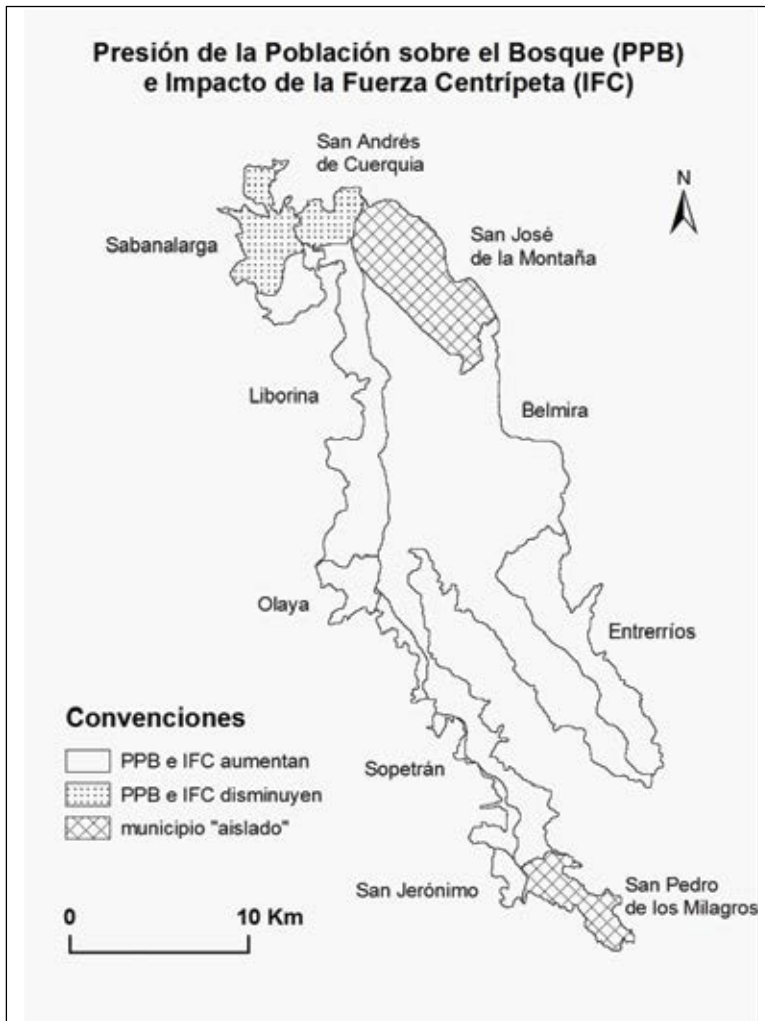 Presión de la Población sobre el Bosque (PPB)
e Impacto de la Fuerza Centrípeta (IFC)
San Andrés
de Cuerquia
N
Sabanalarga
San José
de la Montaña
Liborina
Belmira
Olaya
Entrerríos
Convenciones
PPB e IFC aumentan
PPB e IFC disminuyen
municipio "aislado"
Sopetrán
San Jerónimo
San Pedro
de los Milagros
0 10 Km